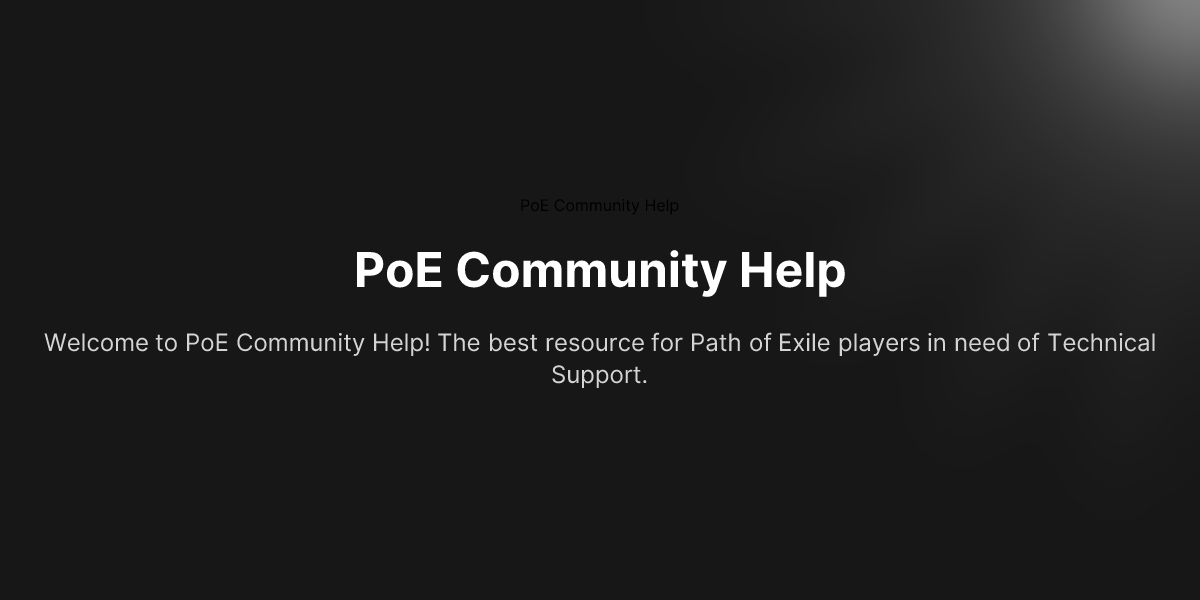 PoE Community Help
PoE Community Help
Welcome to PoE Community Help! The best resource for Path of Exile players in need of Technical
Support.